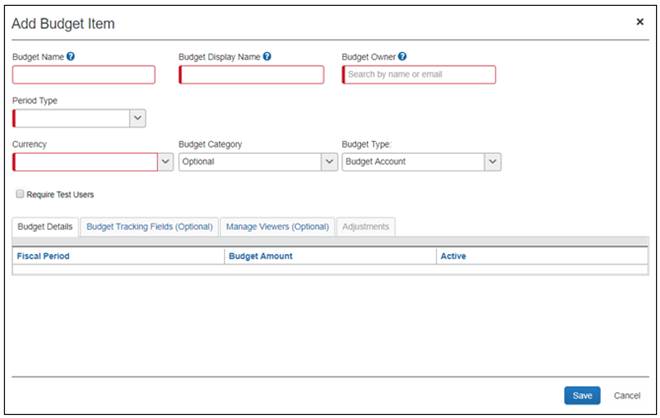 Add Budget Item ×
Budget Name ? Budget Display Name ? Budget Owner ?
Search by name or email
Period Type
Currency Budget Category Budget Type:
Optional Budget Account
Require Test Users
Budget Details Budget Tracking Fields (Optional) Manage Viewers (Optional) Adjustments
Fiscal Period Budget Amount Active
Save Cancel